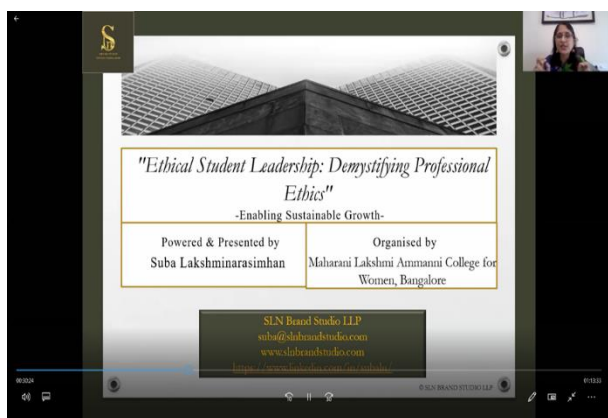 "Ethical Student Leadership: Demystifying Professional
Ethics"
-Enabling Sustainable Growth-
Powered & Presented by
Suba Lakshminarasimhan
Organised by
Maharani Lakshmi Ammanni College for
Women, Bangalore
SLN Brand Studio LLP
suba@slnbrandstudio.com
www.slnbrandstudio.com
© SLN BRAND STUDIO LLP
00:30:24
01:13:33
10
30